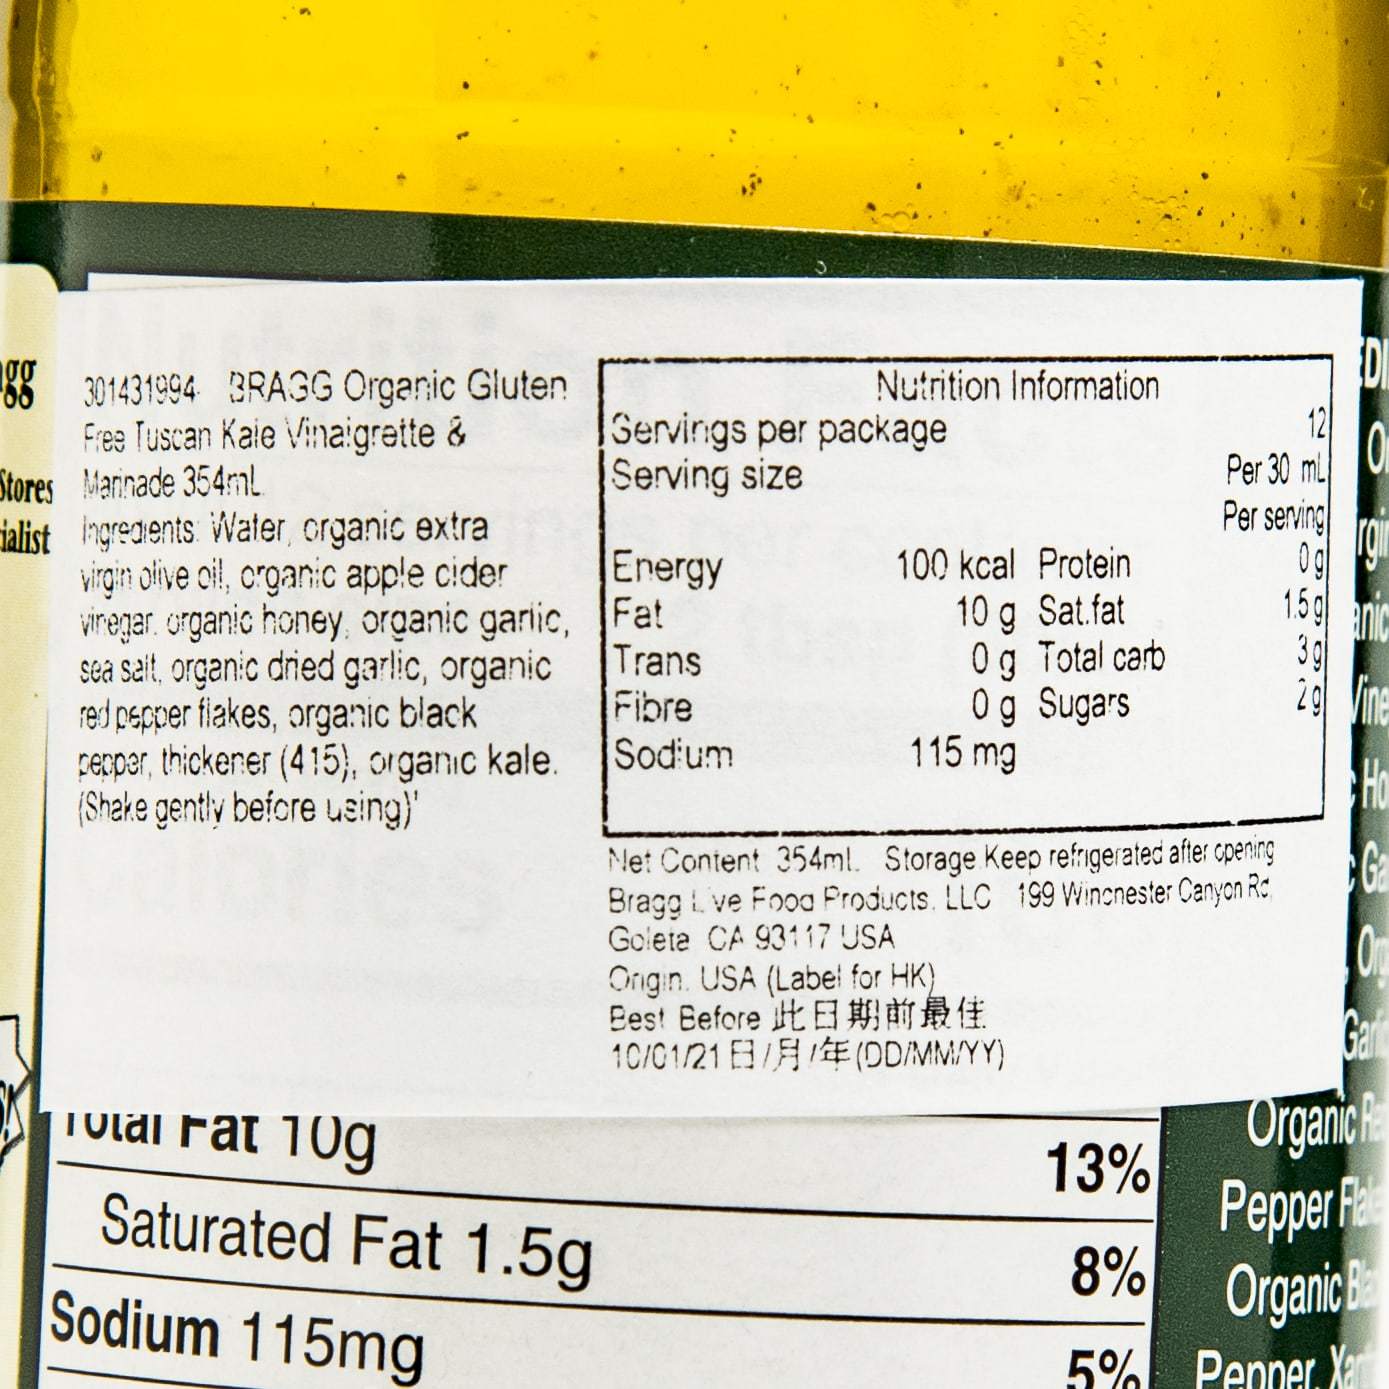 301431994 BRAGG Organic Gluten
Free Tuscan Kale Vinaigrette &
Marinade 354mL
Ingredients: Water, organic extra
virgin olive oil, organic apple cider
vinegar, organic honey, organic garlic,
sea salt, organic dried garlic, organic
red pepper flakes, organic black
pepper, thickener (415), organic kale.
(Shake gently before using)'
Nutrition Information
Servings per package 12
Serving size Per 30 mL
Per serving
Energy 100 kcal Protein 0 g
Fat 10 g Sat.fat 1.5 g
Trans 0 g Total carb 3 g
Fibre 0 g Sugars 2 g
Sodium 115 mg
Net Content 354mL Storage Keep refrigerated after opening
Bragg Live Food Products, LLC 199 Winchester Canyon Rd,
Goleta CA 93117 USA
Origin. USA (Label for HK)
Best Before 此日期前最佳
10/01/21 日/月/年(DD/MM/YY)
Total Fat 10g 13%
Saturated Fat 1.5g 8%
Sodium 115mg 5%
Stores
Organic
Pepper
Organic
Pepper,